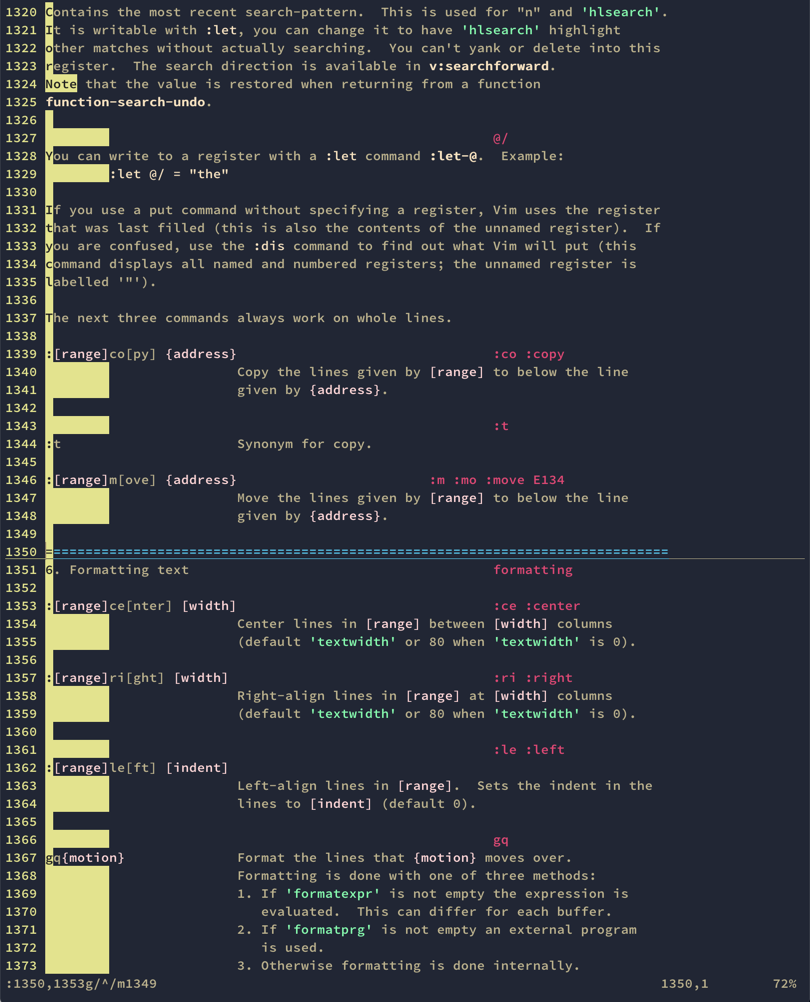 1320 Contains the most recent search-pattern.  This is used for "n" and 'hlsearch'.
1321 It is writable with :let, you can change it to have 'hlsearch' highlight
1322 other matches without actually searching.  You can't yank or delete into this
1323 register.  The search direction is available in v:searchforward.
1324 Note that the value is restored when returning from a function
1325 function-search-undo.
1326
1327                                                         @/
1328 You can write to a register with a :let command :let-@.  Example:
1329         :let @/ = "the"
1330
1331 If you use a put command without specifying a register, Vim uses the register
1332 that was last filled (this is also the contents of the unnamed register).  If
1333 you are confused, use the :dis command to find out what Vim will put (this
1334 command displays all named and numbered registers; the unnamed register is
1335 labelled '"').
1336
1337 The next three commands always work on whole lines.
1338
1339 :[range]co[py] {address}                                :co :copy
1340                         Copy the lines given by [range] to below the line
1341                         given by {address}.
1342
1343                                                         :t
1344 :t                      Synonym for copy.
1345
1346 :[range]m[ove] {address}                        :m :mo :move E134
1347                         Move the lines given by [range] to below the line
1348                         given by {address}.
1349
1350 ==============================================================================
1351 6. Formatting text                                      formatting
1352
1353 :[range]ce[nter] [width]                                :ce :center
1354                         Center lines in [range] between [width] columns
1355                         (default 'textwidth' or 80 when 'textwidth' is 0).
1356
1357 :[range]ri[ght] [width]                                 :ri :right
1358                         Right-align lines in [range] at [width] columns
1359                         (default 'textwidth' or 80 when 'textwidth' is 0).
1360
1361                                                         :le :left
1362 :[range]le[ft] [indent]
1363                         Left-align lines in [range].  Sets the indent in the
1364                         lines to [indent] (default 0).
1365
1366                                                         gq
1367 gq{motion}              Format the lines that {motion} moves over.
1368                         Formatting is done with one of three methods:
1369                         1. If 'formatexpr' is not empty the expression is
1370                            evaluated.  This can differ for each buffer.
1371                         2. If 'formatprg' is not empty an external program
1372                            is used.
1373                         3. Otherwise formatting is done internally.
:1350,1353g/^/m1349                                                          1350,1        72%